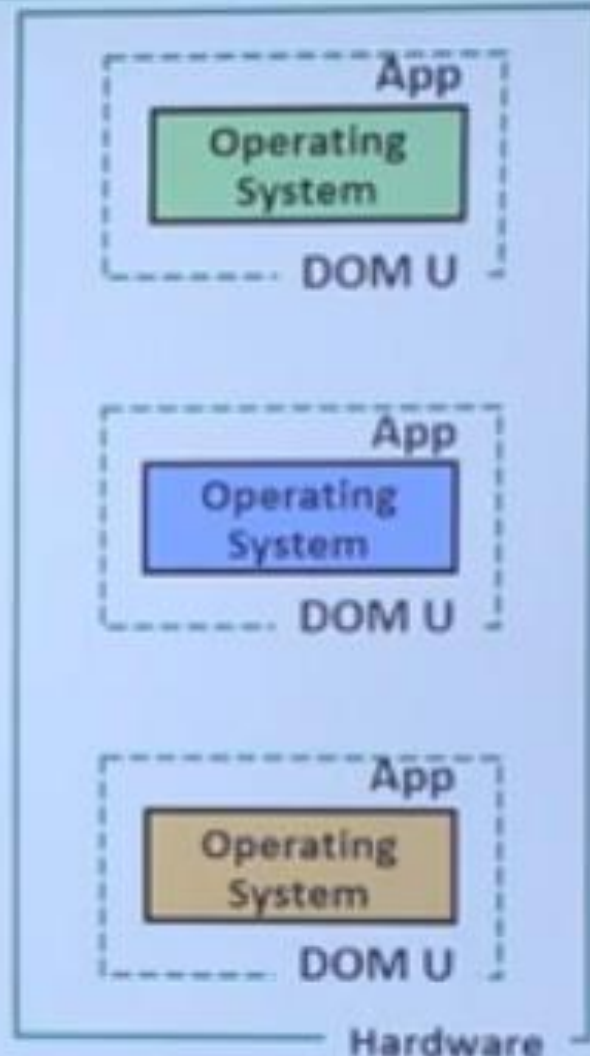 App
Operating
System
DOM U
App
Operating
System
DOM U
App
Operating
System
DOM U
Hardware